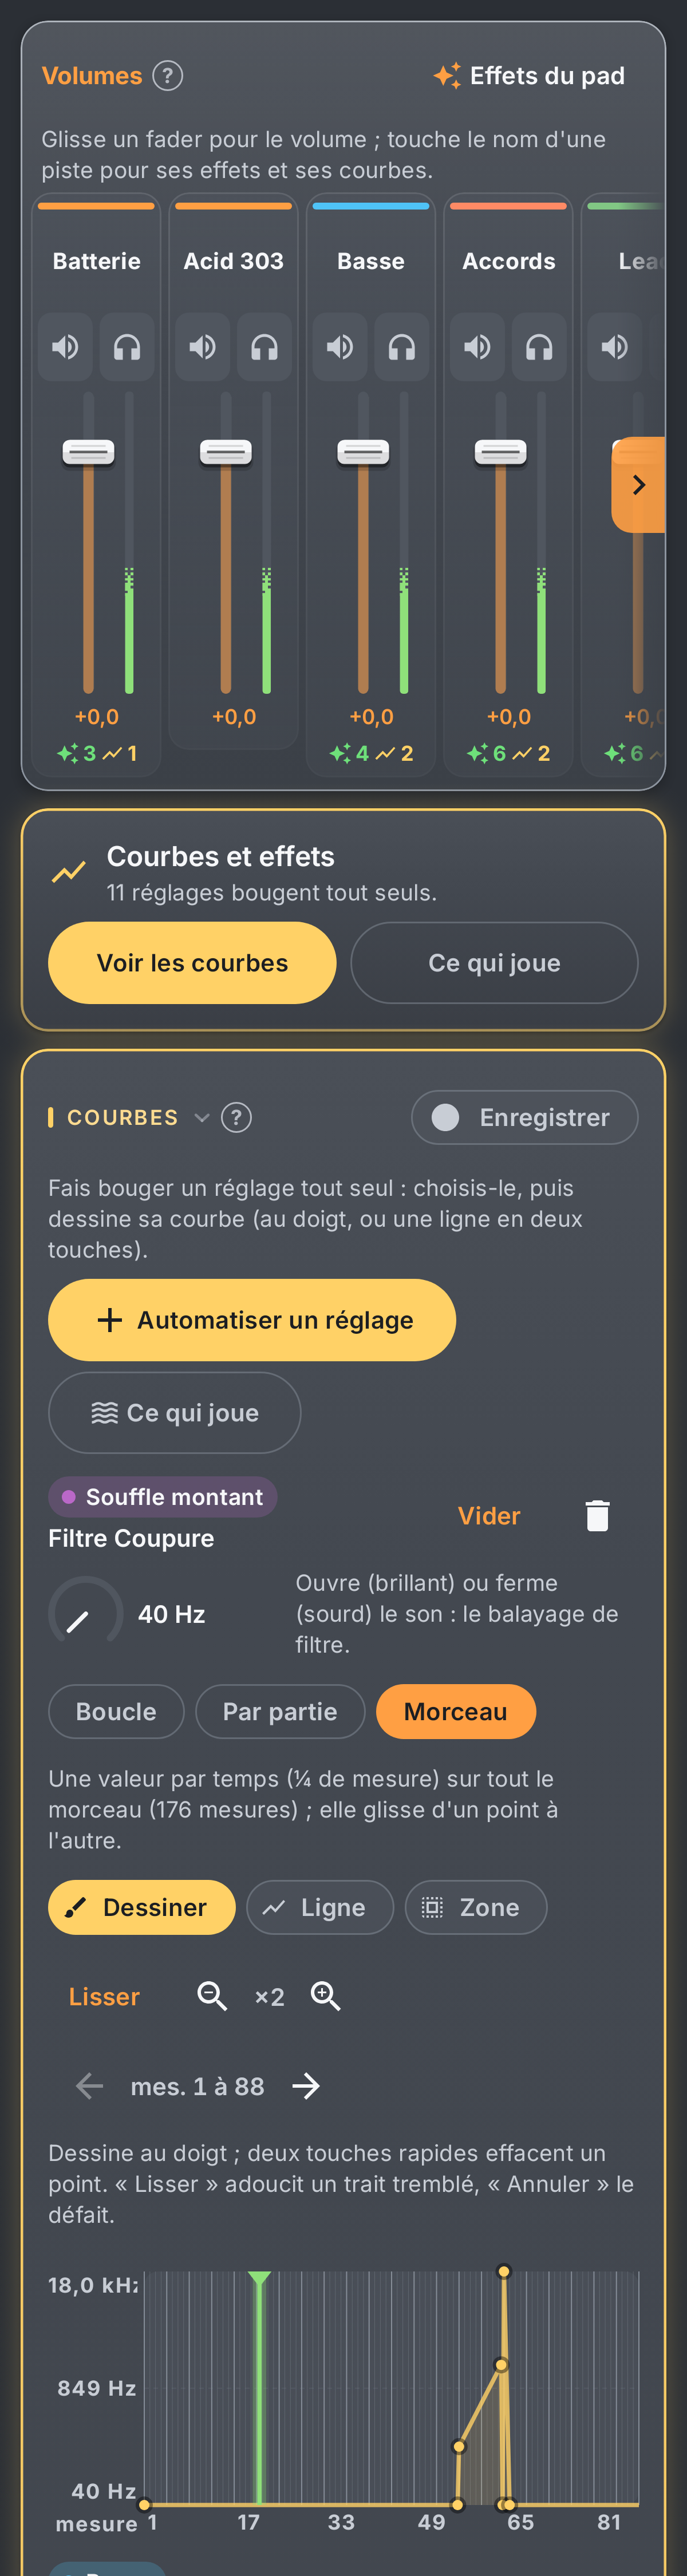 Volumes ? Effets du pad
Glisse un fader pour le volume ; touche le nom d'une
piste pour ses effets et ses courbes.
Batterie Acid 303 Basse Accords
+0,0 +0,0 +0,0 +0,0 +0,0
3 1 4 2 6 2 6
Courbes et effets
11 réglages bougent tout seuls.
Voir les courbes Ce qui joue
COURBES ? Enregistrer
Fais bouger un réglage tout seul : choisis-le, puis
dessine sa courbe (au doigt, ou une ligne en deux
touches).
+ Automatiser un réglage
Ce qui joue
Souffle montant
Filtre Coupure
Vider
40 Hz
Ouvre (brillant) ou ferme
(sourd) le son : le balayage de
filtre.
Boucle Par partie Morceau
Une valeur par temps (¼ de mesure) sur tout le
morceau (176 mesures) ; elle glisse d'un point à
l'autre.
Dessiner Ligne Zone
Lisser ×2
mes. 1 à 88
Dessine au doigt ; deux touches rapides effacent un
point. « Lisser » adoucit un trait tremblé, « Annuler » le
défait.
18,0 kHz
849 Hz
40 Hz
mesure 1 17 33 49 65 81